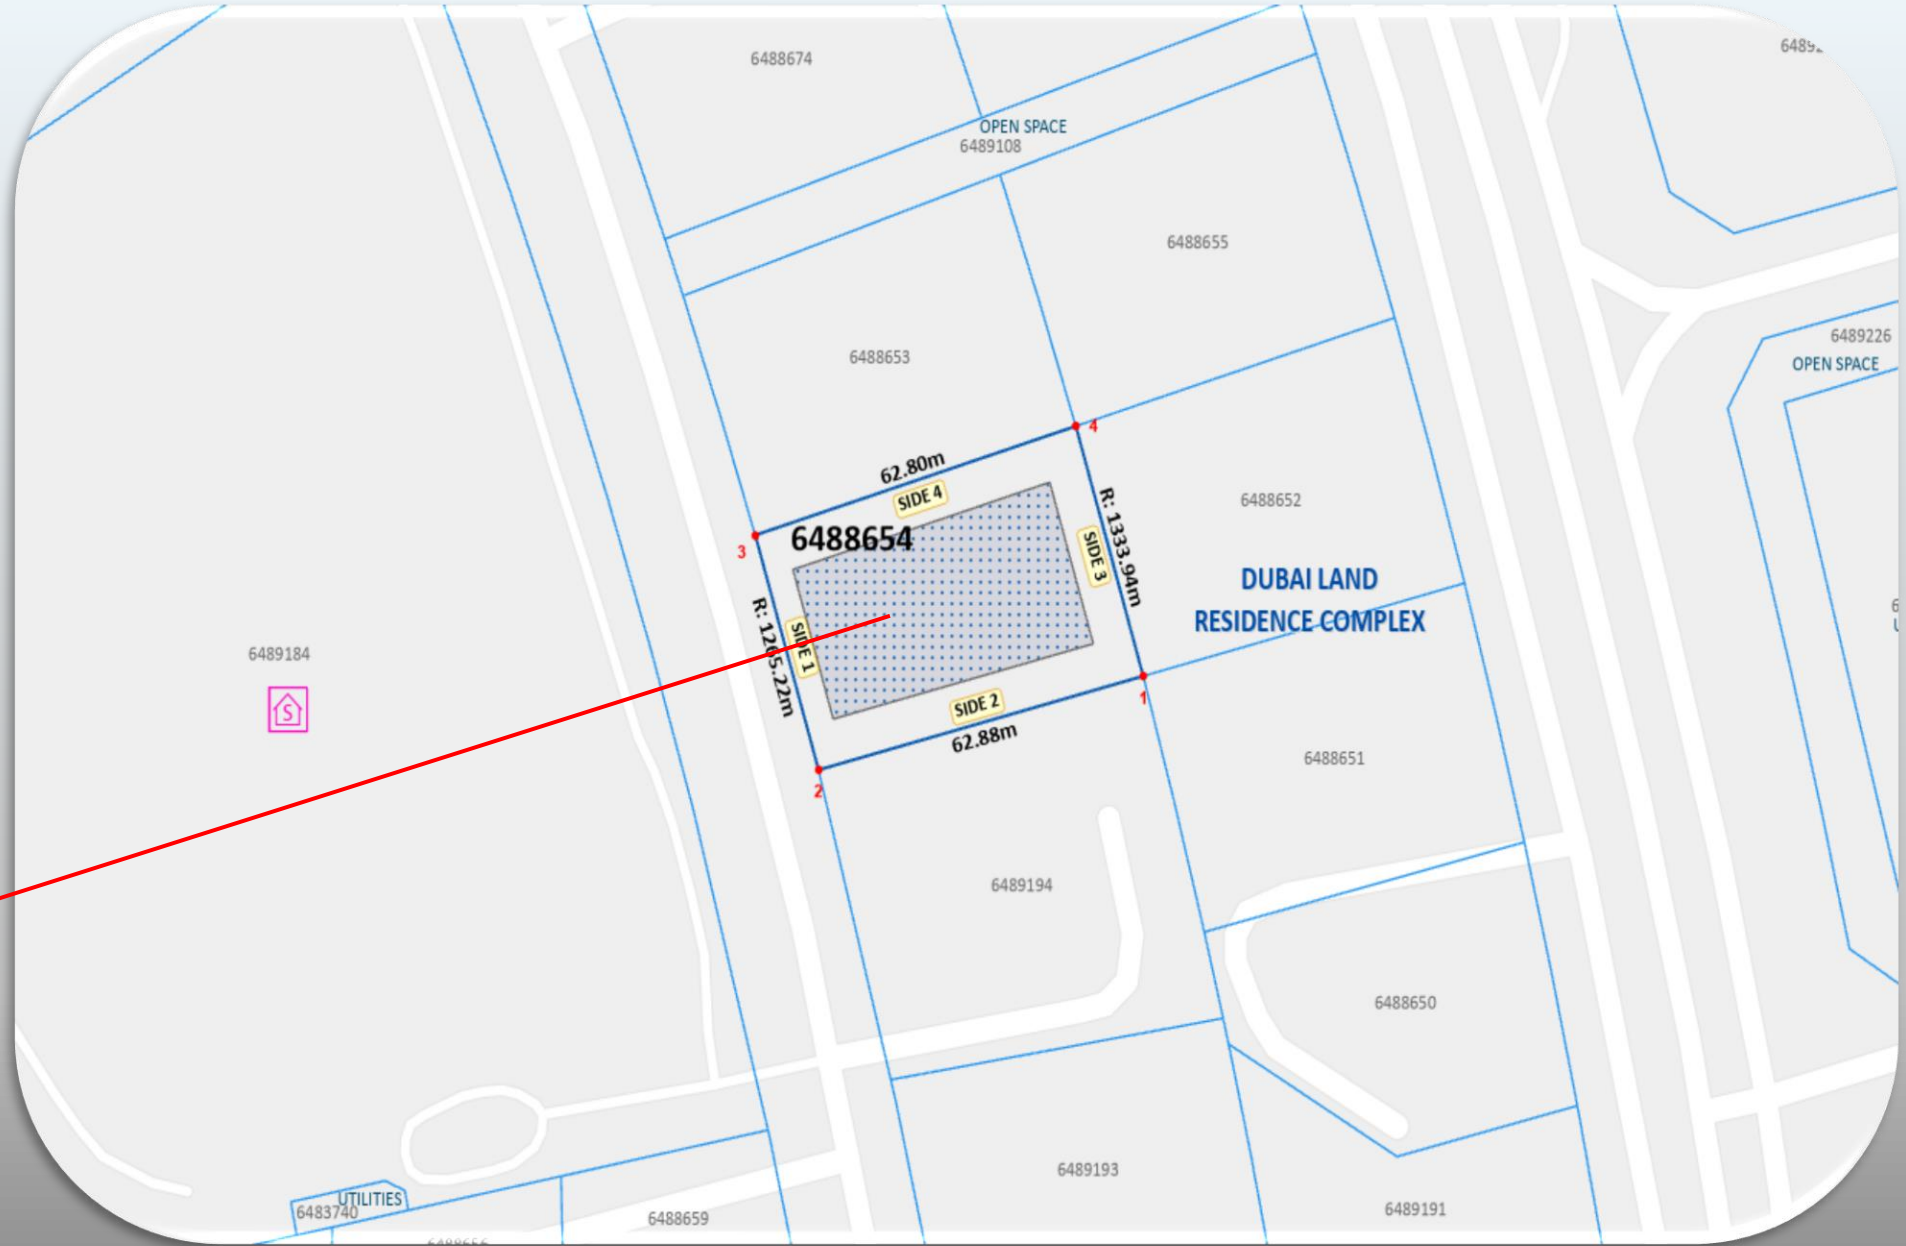 6488674
OPEN SPACE
6489108
6488655
6489226
OPEN SPACE
6488653
4
62.80m
SIDE 4
6488652
3
6488654
R: 1333.94m
SIDE 3
DUBAI LAND
RESIDENCE COMPLEX
R: 1265.22m
SIDE 1
6489184
S
SIDE 2
62.88m
1
2
6488651
6489194
6488650
6489193
UTILITIES
6483740
6488659
6489191